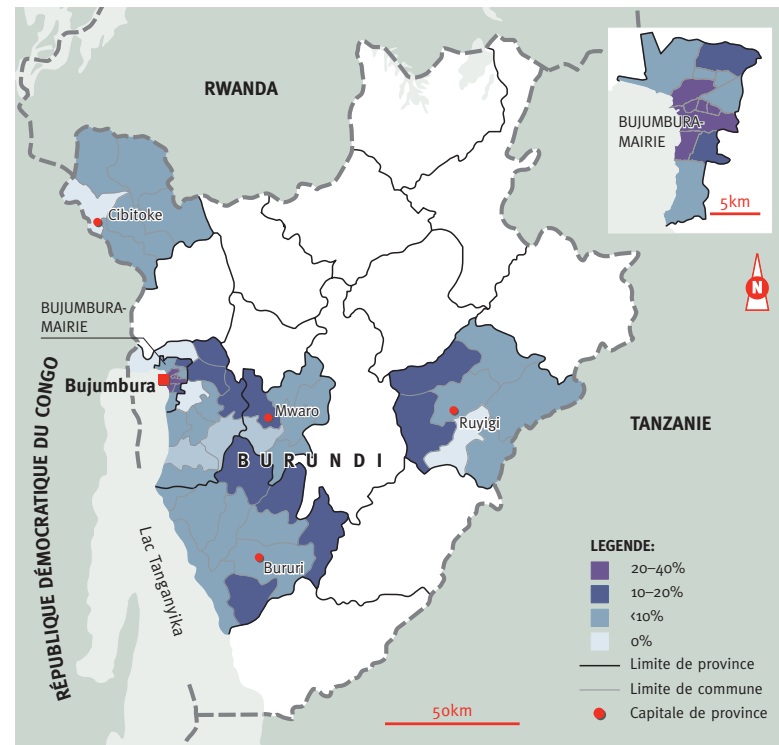 RWANDA
BUJUMBURA-
MAIRIE
5km
Cibitoke
N
BUJUMBURA-
MAIRIE
Bujumbura
Mwaro
Ruyigi
TANZANIE
BURUNDI
RÉPUBLIQUE DÉMOCRATIQUE DU CONGO
Lac Tanganyika
Bururi
LEGENDE:
20–40%
10–20%
<10%
0%
Limite de province
Limite de commune
Capitale de province
50km